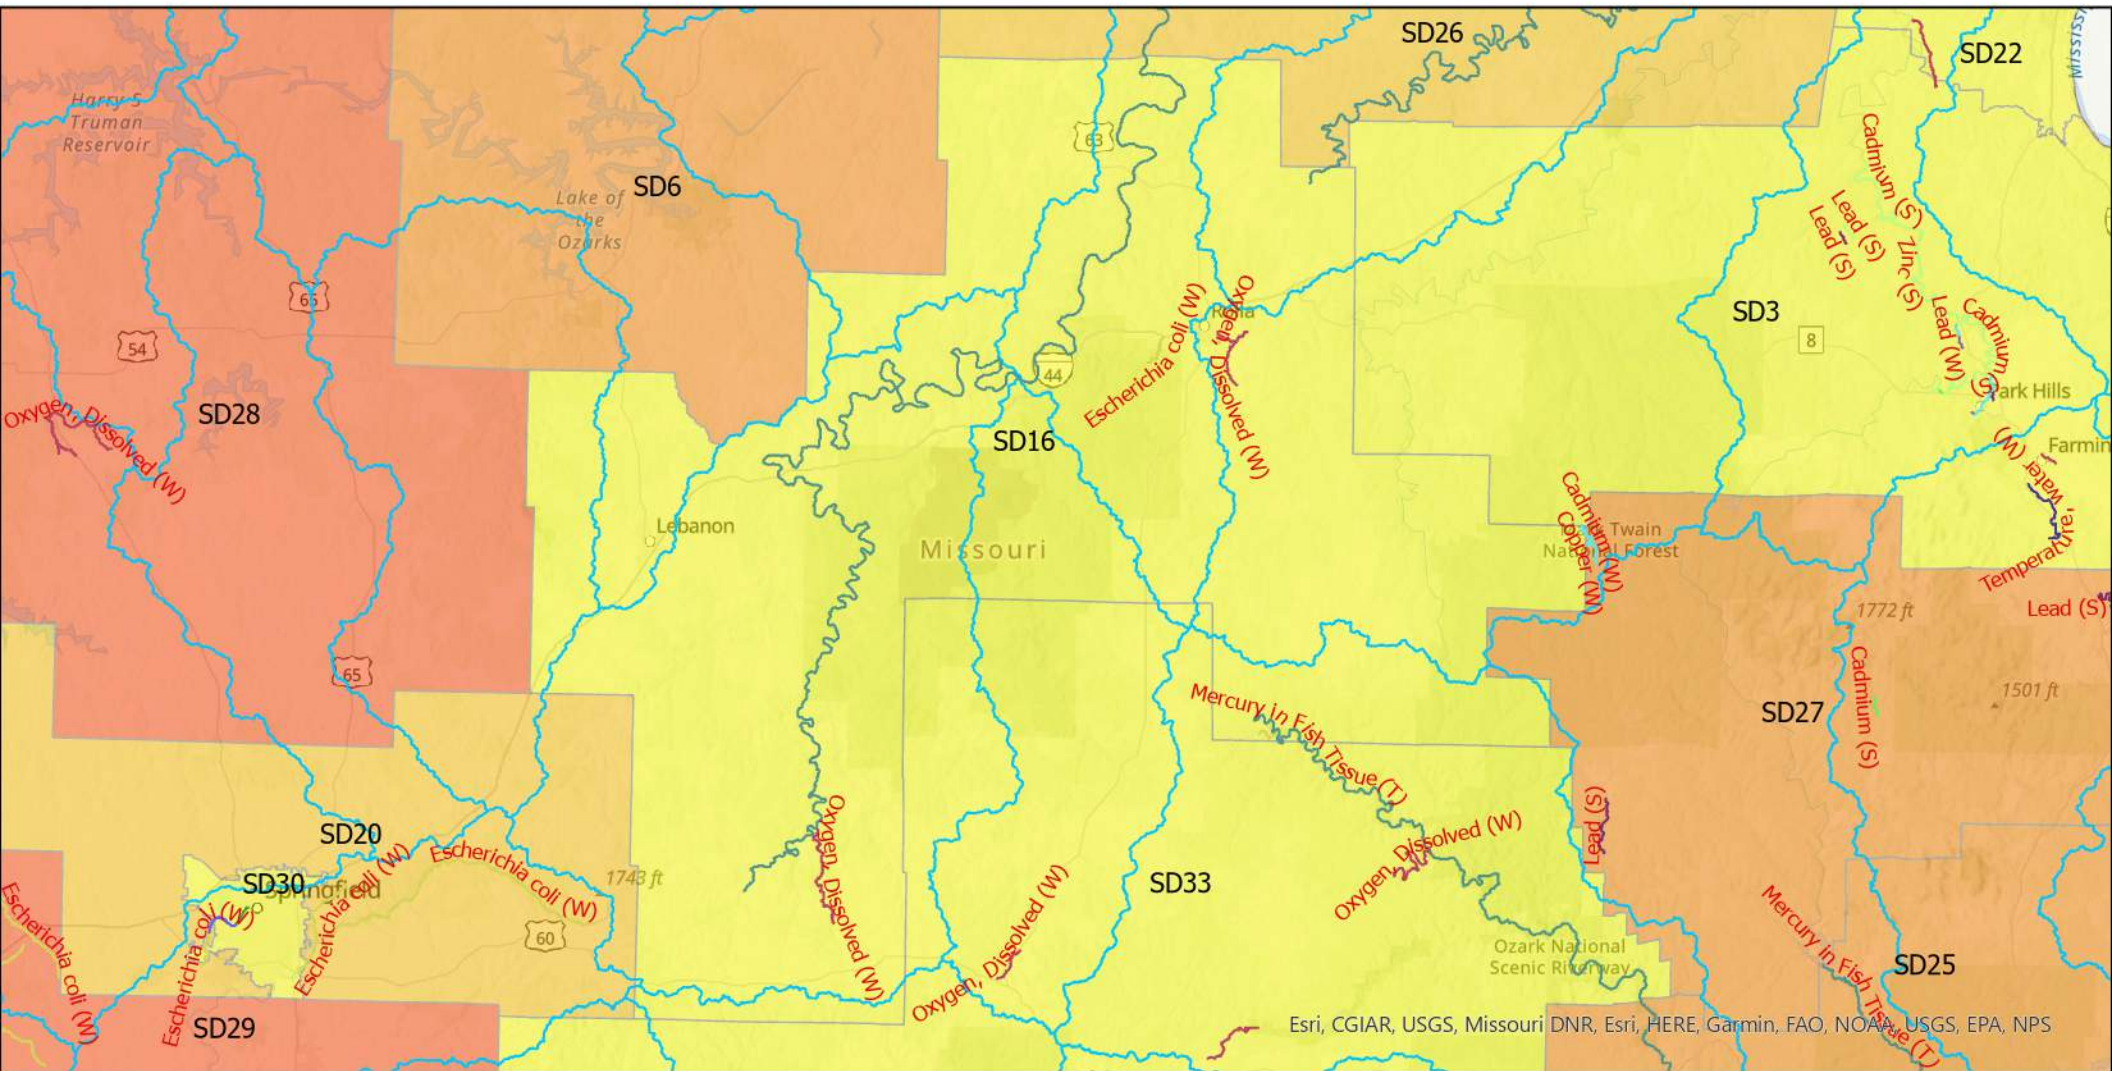 SD26
SD22
Mississi
Harry S
Truman
Reservoir
63
Cadmium (S)
Lead (S)
Lead (S)
Zinc (S)
SD6
Lake of
the
Ozarks
65
54
Escherichia coli (W)
Oxygen, Dissolved (W)
Rolla
SD3
8
Lead (W)
Cadmium (S)
Park Hills
44
SD28
Oxygen, Dissolved (W)
SD16
Farmin
Temperature, water (W)
Lebanon
Missouri
Cadmium (W)
Copper (W)
Twain
National Forest
1772 ft
Lead (S)
65
Cadmium (S)
1501 ft
SD27
Mercury in Fish Tissue (T)
Oxygen, Dissolved (W)
Lead (S)
SD20
SD30
Springfield
Escherichia coli (W)
Escherichia coli (W)
Escherichia coli (W)
Escherichia coli (W)
1743 ft
60
Oxygen, Dissolved (W)
Oxygen, Dissolved (W)
SD33
Ozark National
Scenic Riverway
Mercury in Fish Tissue (T)
SD25
SD29
Esri, CGIAR, USGS, Missouri DNR, Esri, HERE, Garmin, FAO, NOAA, USGS, EPA, NPS